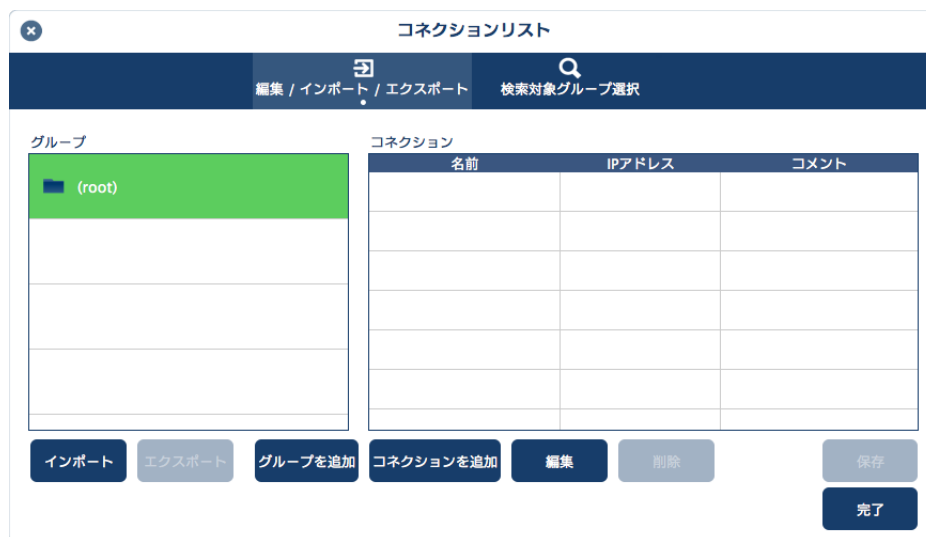 コネクションリスト
編集 / インポート / エクスポート
検索対象グループ選択
グループ
コネクション
名前 IPアドレス コメント
(root)
インポート エクスポート グループを追加 コネクションを追加 編集 削除 保存
完了